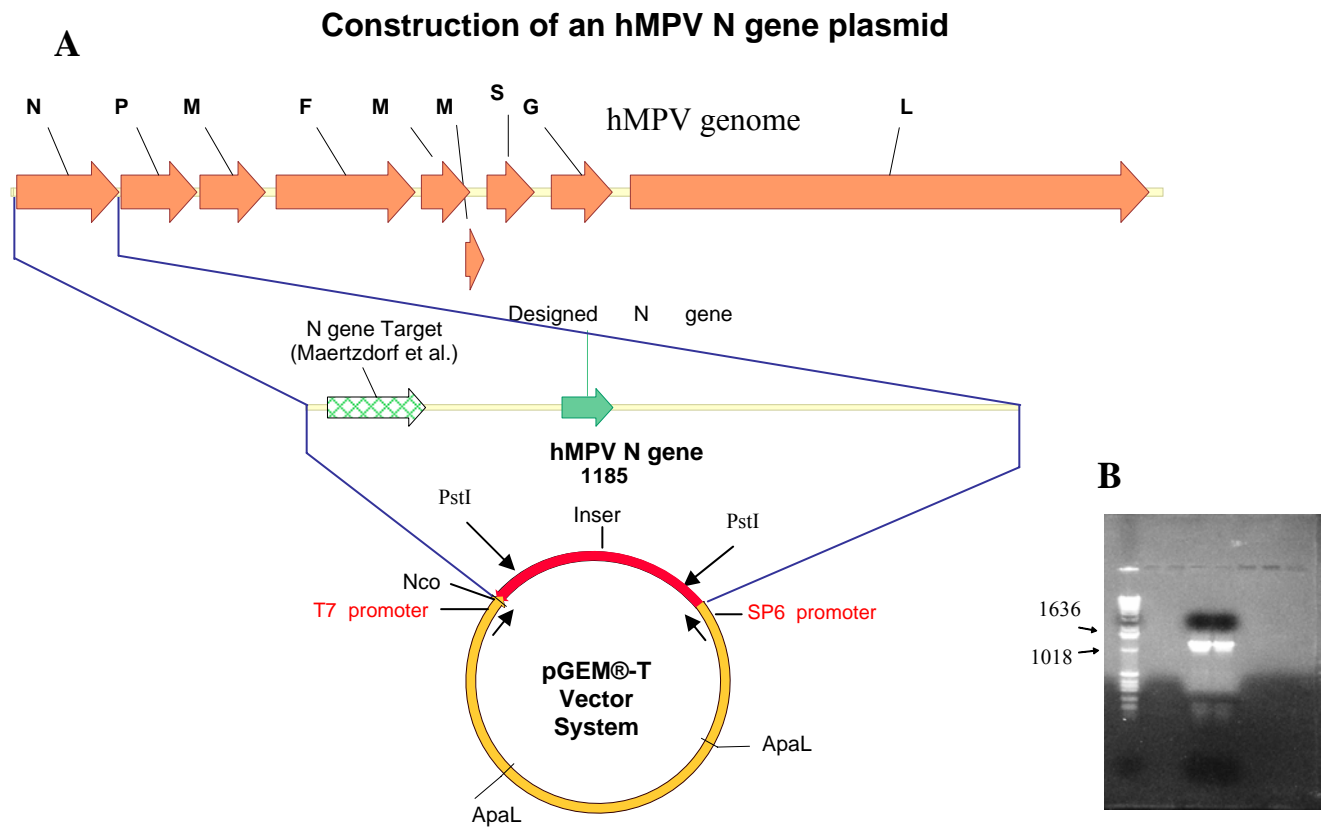 Construction of an hMPV N gene plasmid
A
N P M F M M S G hMPV genome L
Designed N gene
N gene Target
(Maertzdorf et al.)
hMPV N gene
1185
B
PstI
Inser
PstI
Nco
T7 promoter
SP6 promoter
1636
1018
pGEM®-T
Vector
System
ApaL
ApaL